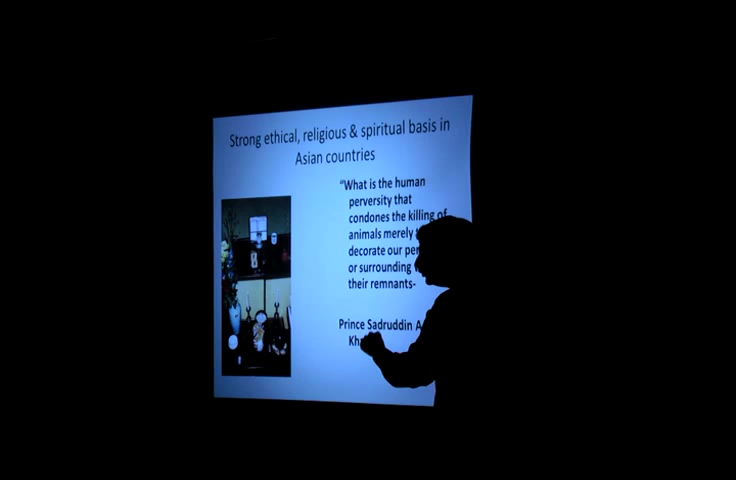 Strong ethical, religious & spiritual basis in
Asian countries
“What is the human
perversity that
condones the killing of
animals merely
decorate our
or surrounding
their remnants-
Prince Sadruddin